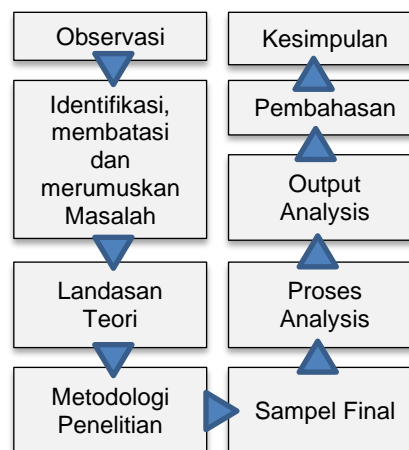 Observasi
Identifikasi,
membatasi
dan
merumuskan
Masalah
Landasan
Teori
Metodologi
Penelitian
Sampel Final
Proses
Analysis
Output
Analysis
Pembahasan
Kesimpulan